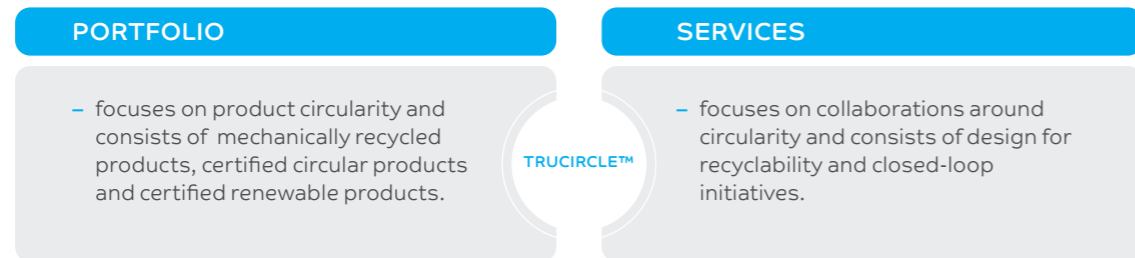 PORTFOLIO
– focuses on product circularity and
consists of mechanically recycled
products, certified circular products
and certified renewable products.
TRUCIRCLE™
SERVICES
– focuses on collaborations around
circularity and consists of design for
recyclability and closed-loop
initiatives.